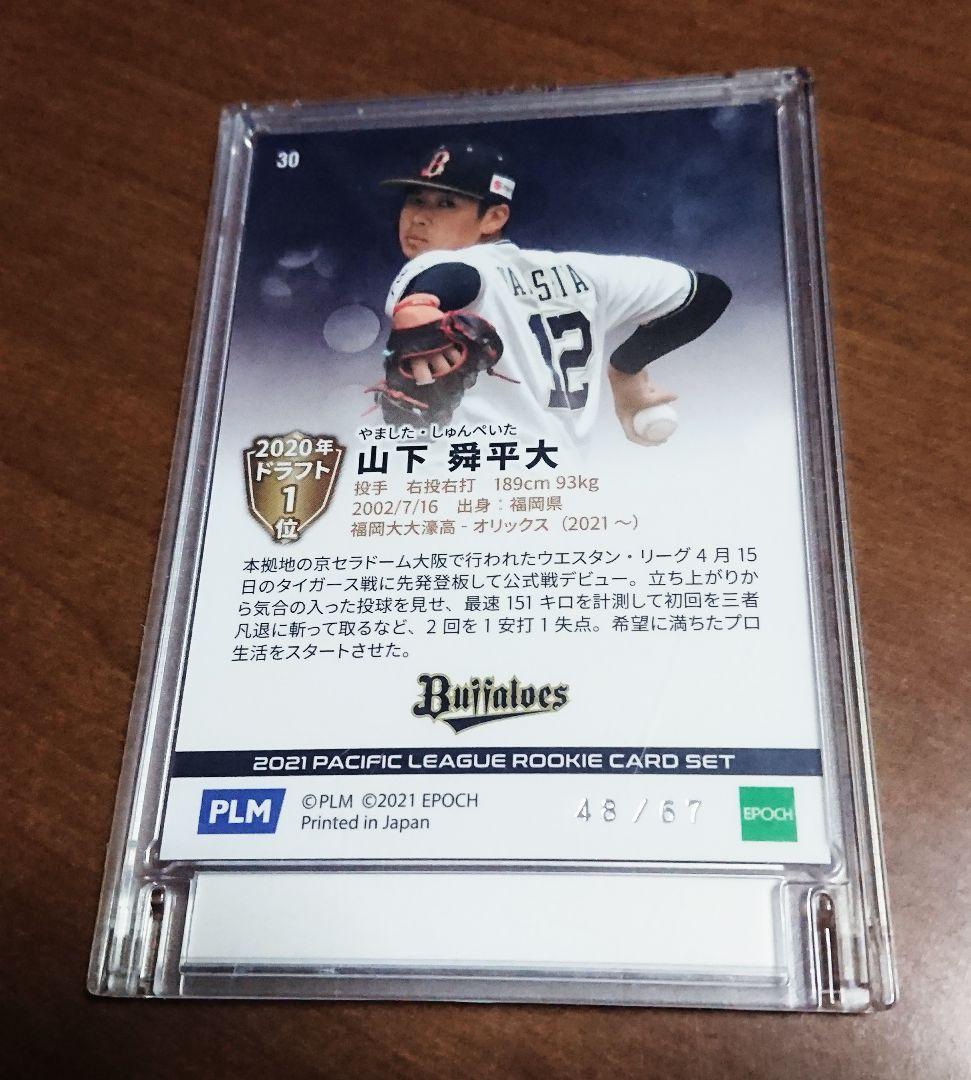 30
B
A.SIA
12
2020年
ドラフト
1
位
やました・しゅんぺいた
山下 舜平大
投手 右投右打 189cm 93kg
2002/7/16 出身：福岡県
福岡大大濠高 - オリックス（2021 〜）
本拠地の京セラドーム大阪で行われたウエスタン・リーグ 4 月 15
日のタイガース戦に先発登板して公式戦デビュー。立ち上がりか
ら気合の入った投球を見せ、最速 151 キロを計測して初回を三者
凡退に斬って取るなど、2 回を 1 安打 1 失点。希望に満ちたプロ
生活をスタートさせた。
Buffaloes
2021 PACIFIC LEAGUE ROOKIE CARD SET
PLM
©PLM ©2021 EPOCH
Printed in Japan
48/67
EPOCH